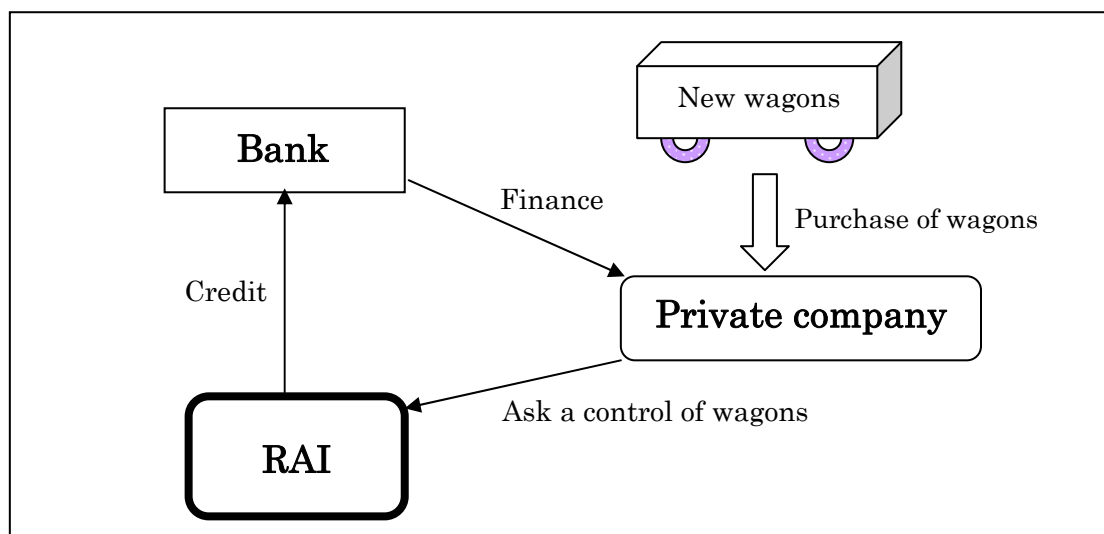 New wagons
Bank
Finance
Purchase of wagons
Credit
Private company
Ask a control of wagons
RAI